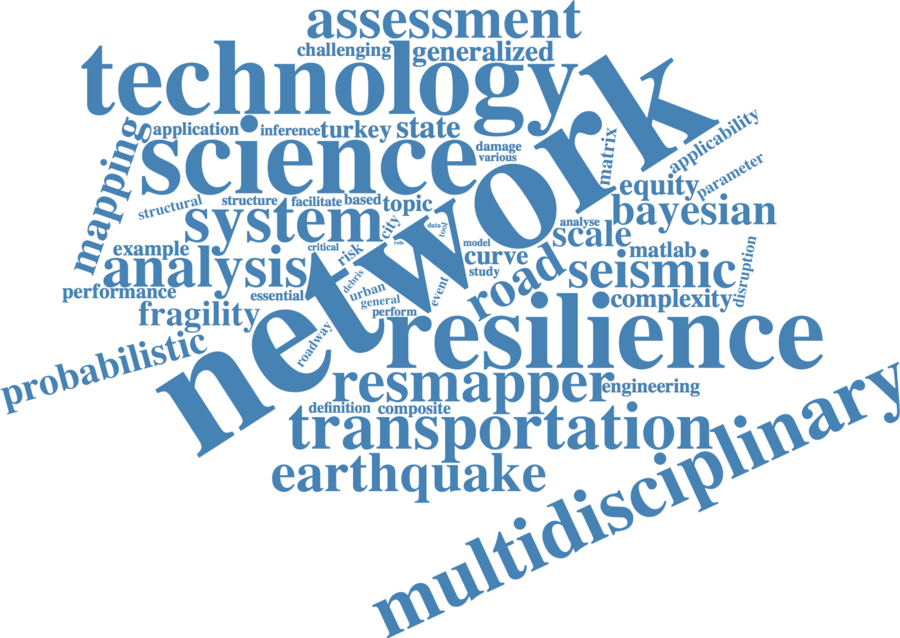 assessment
challenging
generalized
technology
application
inference
turkey
state
mapping
science
damage
various
matrix
applicability
parameter
equity
structural
structure
facilitate
based
topic
system
city
data
tool
network
analyse
bayesian
scale
example
critical
risk
role
model
curve
study
matlab
analysis
debris
seismic
disruption
performance
essential
urban
general
perform
event
road
complexity
fragility
roadway
resilience
probabilistic
resmapper
engineering
definition
composite
transportation
earthquake
multidisciplinary